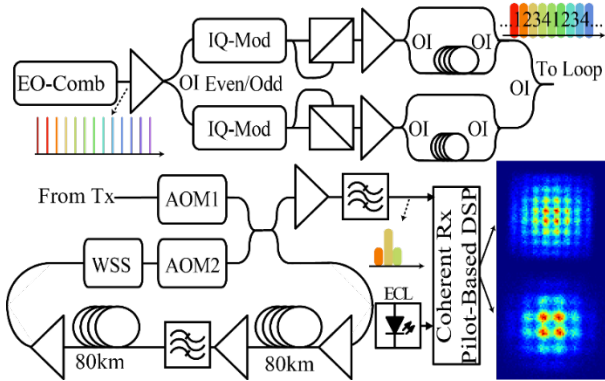 ...12341234...
IQ-Mod
OI
OI
To Loop
EO-Comb
OI Even/Odd
OI
IQ-Mod
OI
OI
From Tx
AOM1
WSS
AOM2
80km
80km
ECL
Coherent Rx
Pilot-Based DSP